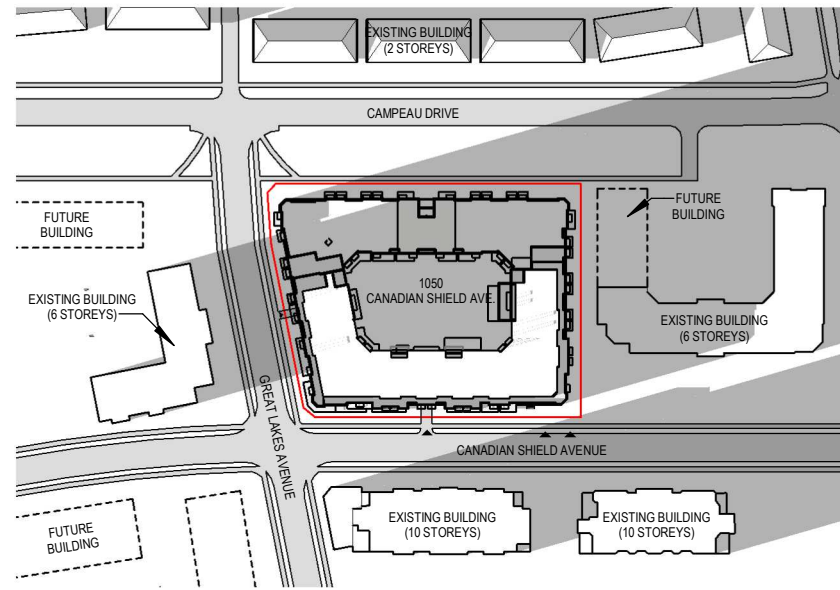 EXISTING BUILDING
(2 STOREYS)
CAMPEAU DRIVE
FUTURE
BUILDING
FUTURE
BUILDING
1050
CANADIAN SHIELD AVE.
EXISTING BUILDING
(6 STOREYS)
EXISTING BUILDING
(6 STOREYS)
GREAT LAKES AVENUE
CANADIAN SHIELD AVENUE
EXISTING BUILDING
(10 STOREYS)
EXISTING BUILDING
(10 STOREYS)
FUTURE
BUILDING